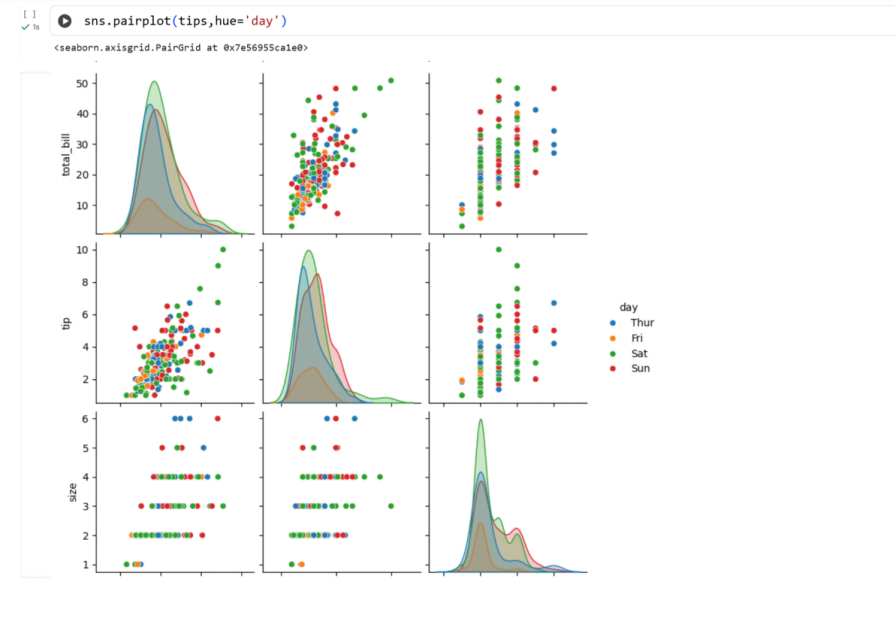 [ ]
sns.pairplot(tips,hue='day')
1s
<seaborn.axisgrid.PairGrid at 0x7e56955ca1e0>
50
40
30
20
10
total_bill
10
8
6
4
2
tip
day
Thur
Fri
Sat
Sun
6
5
4
3
2
1
size